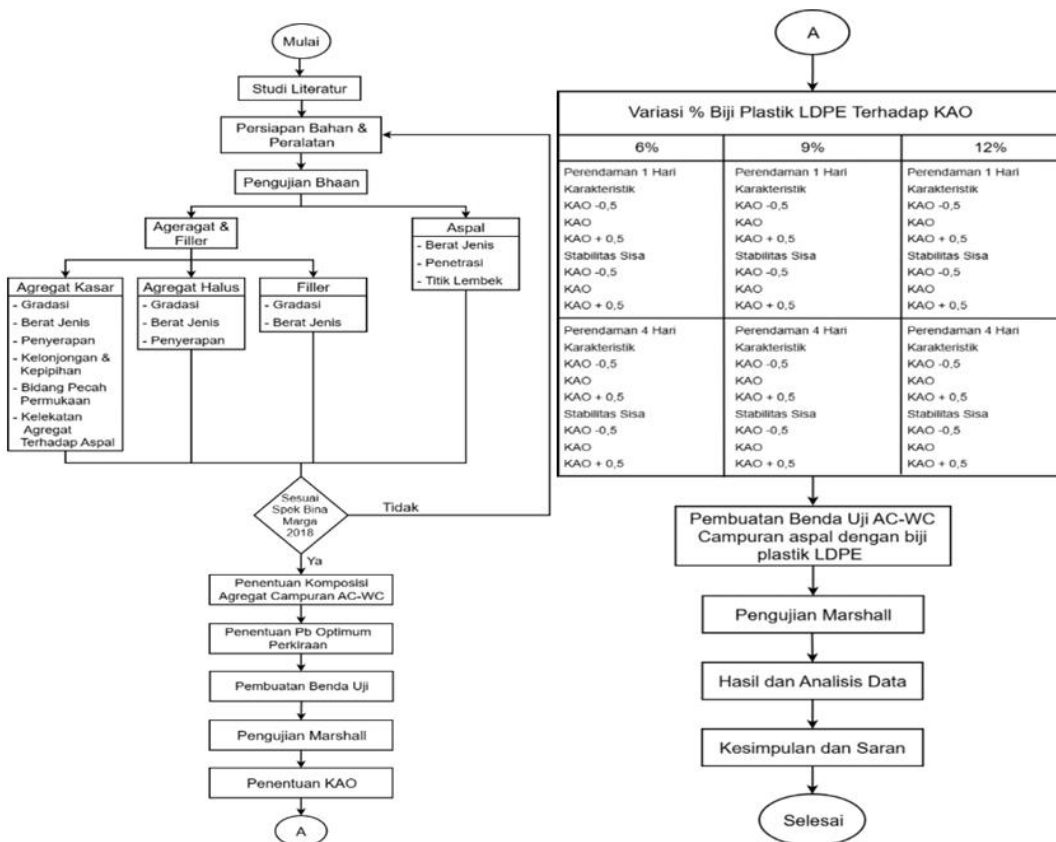 Mulai
Studi Literatur
Persiapan Bahan &
Peralatan
Pengujian Bhaan
Ageragat &
Filler
Aspal
- Berat Jenis
- Penetrasi
- Titik Lembek
Agregat Kasar
- Gradasi
- Berat Jenis
- Penyerapan
- Kelonjongan &
Kepipihan
- Bidang Pecah
Permukaan
- Kelekatan
Agregat
Terhadap Aspal
Agregat Halus
- Gradasi
- Berat Jenis
- Penyerapan
Filler
- Gradasi
- Berat Jenis
Sesuai
Spek Bina
Marga
2018
Tidak
Ya
Penentuan Komposisi
Agregat Campuran AC-WC
Penentuan Pb Optimum
Perkiraan
Pembuatan Benda Uji
Pengujian Marshall
Penentuan KAO
A
A
Variasi % Biji Plastik LDPE Terhadap KAO
6%
9%
12%
Perendaman 1 Hari
Karakteristik
KAO -0,5
KAO
KAO + 0,5
Stabilitas Sisa
KAO -0,5
KAO
KAO + 0,5
Perendaman 1 Hari
Karakteristik
KAO -0,5
KAO
KAO + 0,5
Stabilitas Sisa
KAO -0,5
KAO
KAO + 0,5
Perendaman 1 Hari
Karakteristik
KAO -0,5
KAO
KAO + 0,5
Stabilitas Sisa
KAO -0,5
KAO
KAO + 0,5
Perendaman 4 Hari
Karakteristik
KAO -0,5
KAO
KAO + 0,5
Stabilitas Sisa
KAO -0,5
KAO
KAO + 0,5
Perendaman 4 Hari
Karakteristik
KAO -0,5
KAO
KAO + 0,5
Stabilitas Sisa
KAO -0,5
KAO
KAO + 0,5
Perendaman 4 Hari
Karakteristik
KAO -0,5
KAO
KAO + 0,5
Stabilitas Sisa
KAO -0,5
KAO
KAO + 0,5
Pembuatan Benda Uji AC-WC
Campuran aspal dengan biji
plastik LDPE
Pengujian Marshall
Hasil dan Analisis Data
Kesimpulan dan Saran
Selesai